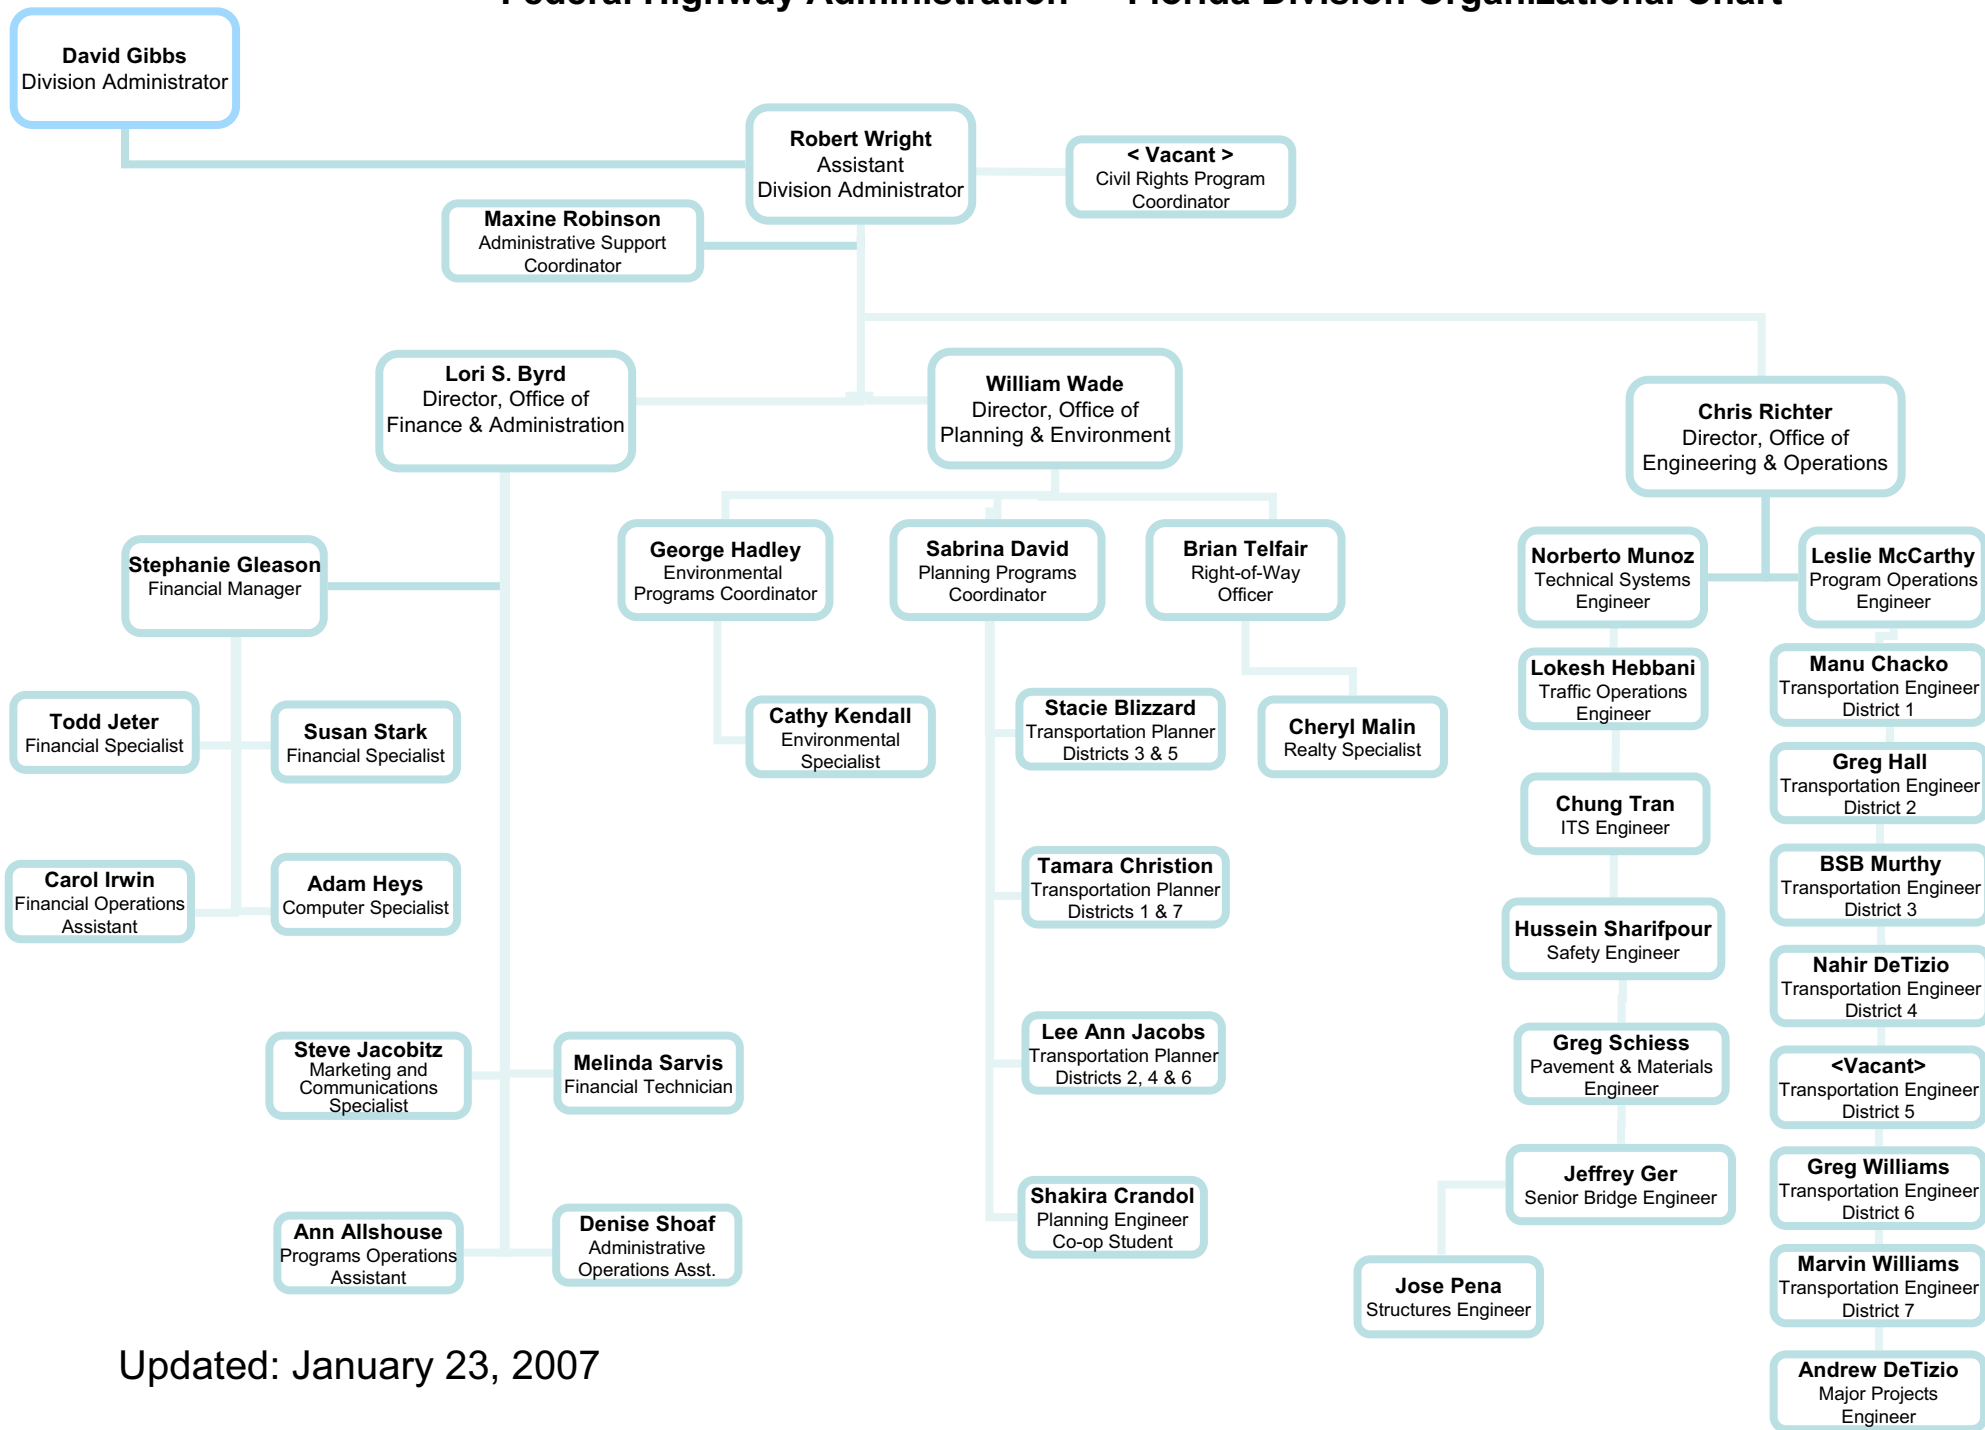 Federal Highway Administration Florida Division Organizational Chart
David Gibbs
Division Administrator
Robert Wright
Assistant
Division Administrator
< Vacant >
Civil Rights Program
Coordinator
Maxine Robinson
Administrative Support
Coordinator
Lori S. Byrd
Director, Office of
Finance & Administration
William Wade
Director, Office of
Planning & Environment
Chris Richter
Director, Office of
Engineering & Operations
Stephanie Gleason
Financial Manager
George Hadley
Environmental
Programs Coordinator
Sabrina David
Planning Programs
Coordinator
Brian Telfair
Right-of-Way
Officer
Norberto Munoz
Technical Systems
Engineer
Leslie McCarthy
Program Operations
Engineer
Todd Jeter
Financial Specialist
Susan Stark
Financial Specialist
Carol Irwin
Financial Operations
Assistant
Adam Heys
Computer Specialist
Steve Jacobitz
Marketing and
Communications
Specialist
Melinda Sarvis
Financial Technician
Ann Allshouse
Programs Operations
Assistant
Denise Shoaf
Administrative
Operations Asst.
Cathy Kendall
Environmental
Specialist
Stacie Blizzard
Transportation Planner
Districts 3 & 5
Tamara Christion
Transportation Planner
Districts 1 & 7
Lee Ann Jacobs
Transportation Planner
Districts 2, 4 & 6
Shakira Crandol
Planning Engineer
Co-op Student
Cheryl Malin
Realty Specialist
Lokesh Hebbani
Traffic Operations
Engineer
Chung Tran
ITS Engineer
Hussein Sharifpour
Safety Engineer
Greg Schiess
Pavement & Materials
Engineer
Jeffrey Ger
Senior Bridge Engineer
Jose Pena
Structures Engineer
Manu Chacko
Transportation Engineer
District 1
Greg Hall
Transportation Engineer
District 2
BSB Murthy
Transportation Engineer
District 3
Nahir DeTizio
Transportation Engineer
District 4
<Vacant>
Transportation Engineer
District 5
Greg Williams
Transportation Engineer
District 6
Marvin Williams
Transportation Engineer
District 7
Andrew DeTizio
Major Projects
Engineer
Updated: January 23, 2007